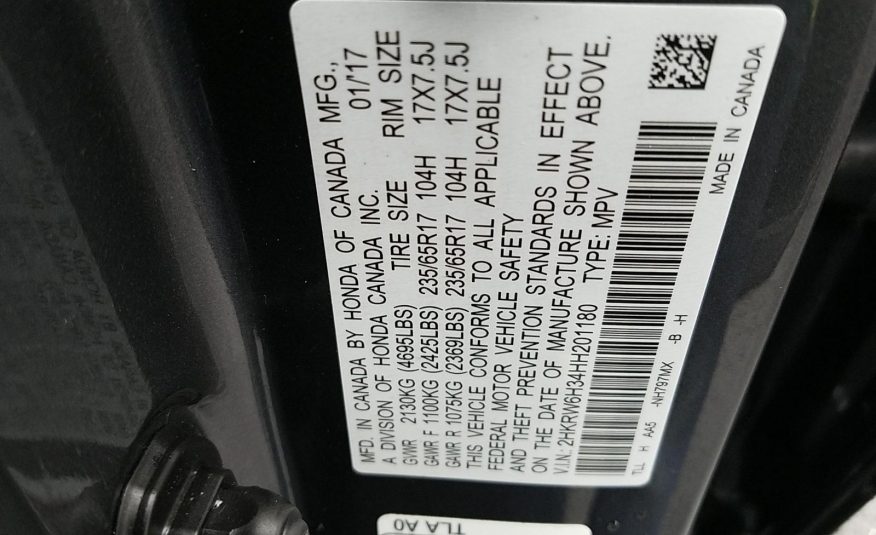 MFD. IN CANADA BY HONDA OF CANADA MFG.,
A DIVISION OF HONDA CANADA INC. 01/'17
GVWR 2130KG (4695LBS) TIRE SIZE RIM SIZE
GAWR F 1100KG (2425LBS) 235/65R17 104H 17X7.5J
GAWR R 1075KG (2369LBS) 235/65R17 104H 17X7.5J
THIS VEHICLE CONFORMS TO ALL APPLICABLE
FEDERAL MOTOR VEHICLE SAFETY
AND THEFT PREVENTION STANDARDS IN EFFECT
ON THE DATE OF MANUFACTURE SHOWN ABOVE.
V.I.N.: 2HKRW6H34HH201180 TYPE: MPV
TLL H AA5 -NH797MX -B -H
MADE IN CANADA
TLA A0